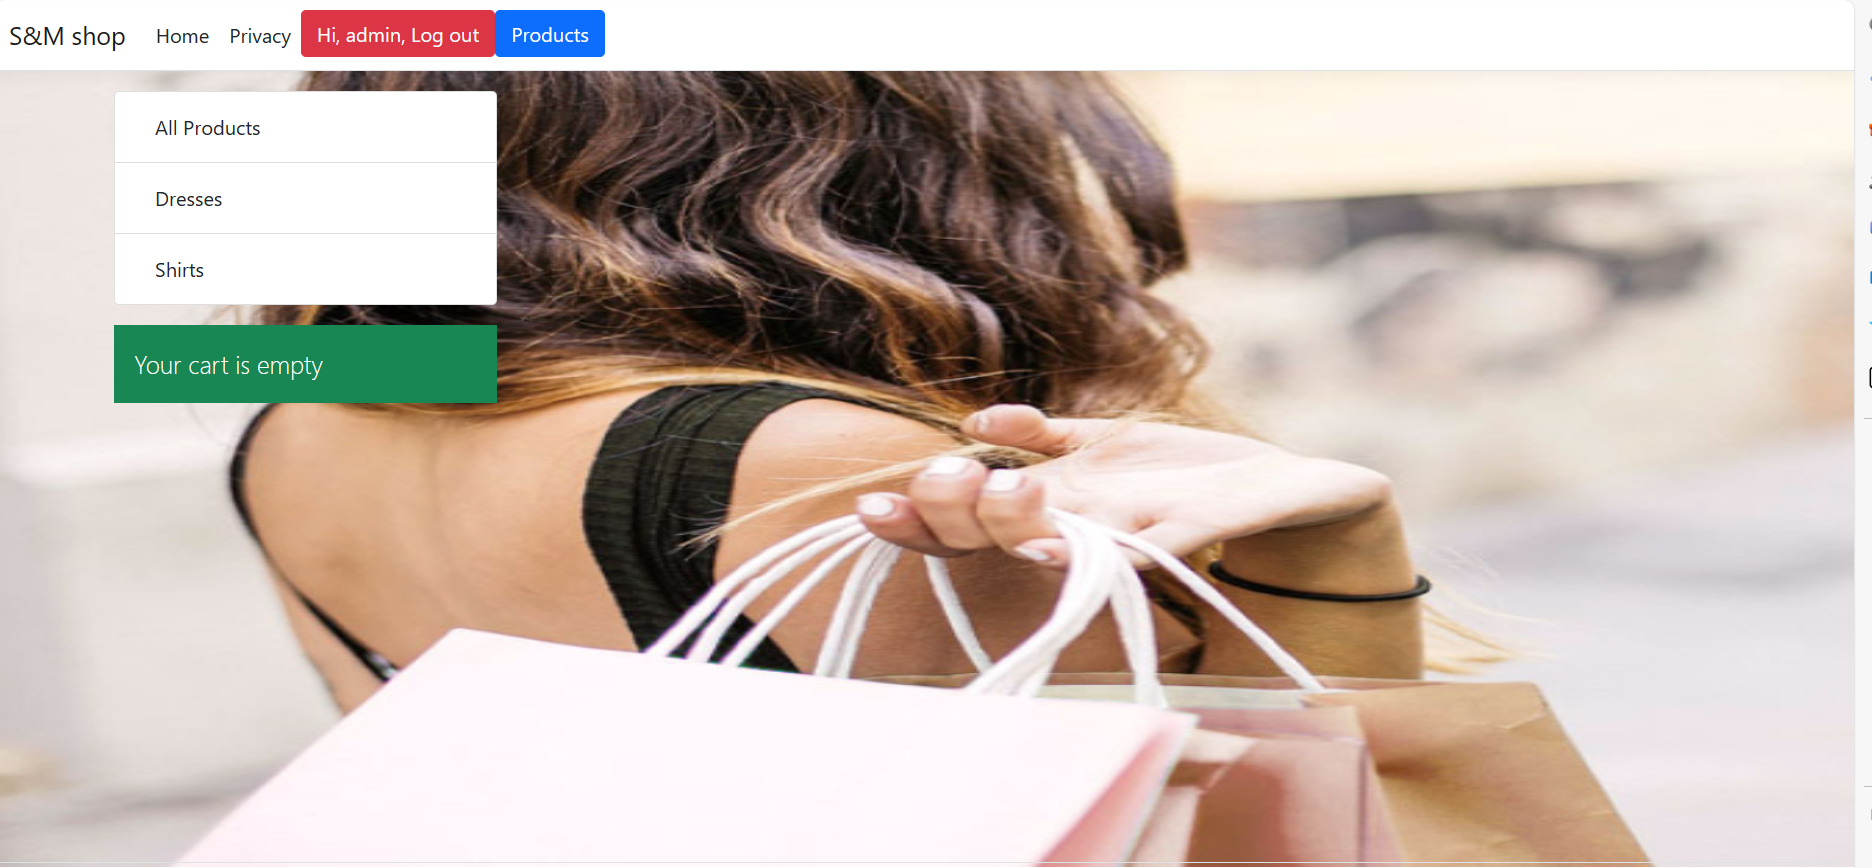 S&M shop Home Privacy Hi, admin, Log out Products
All Products
Dresses
Shirts
Your cart is empty